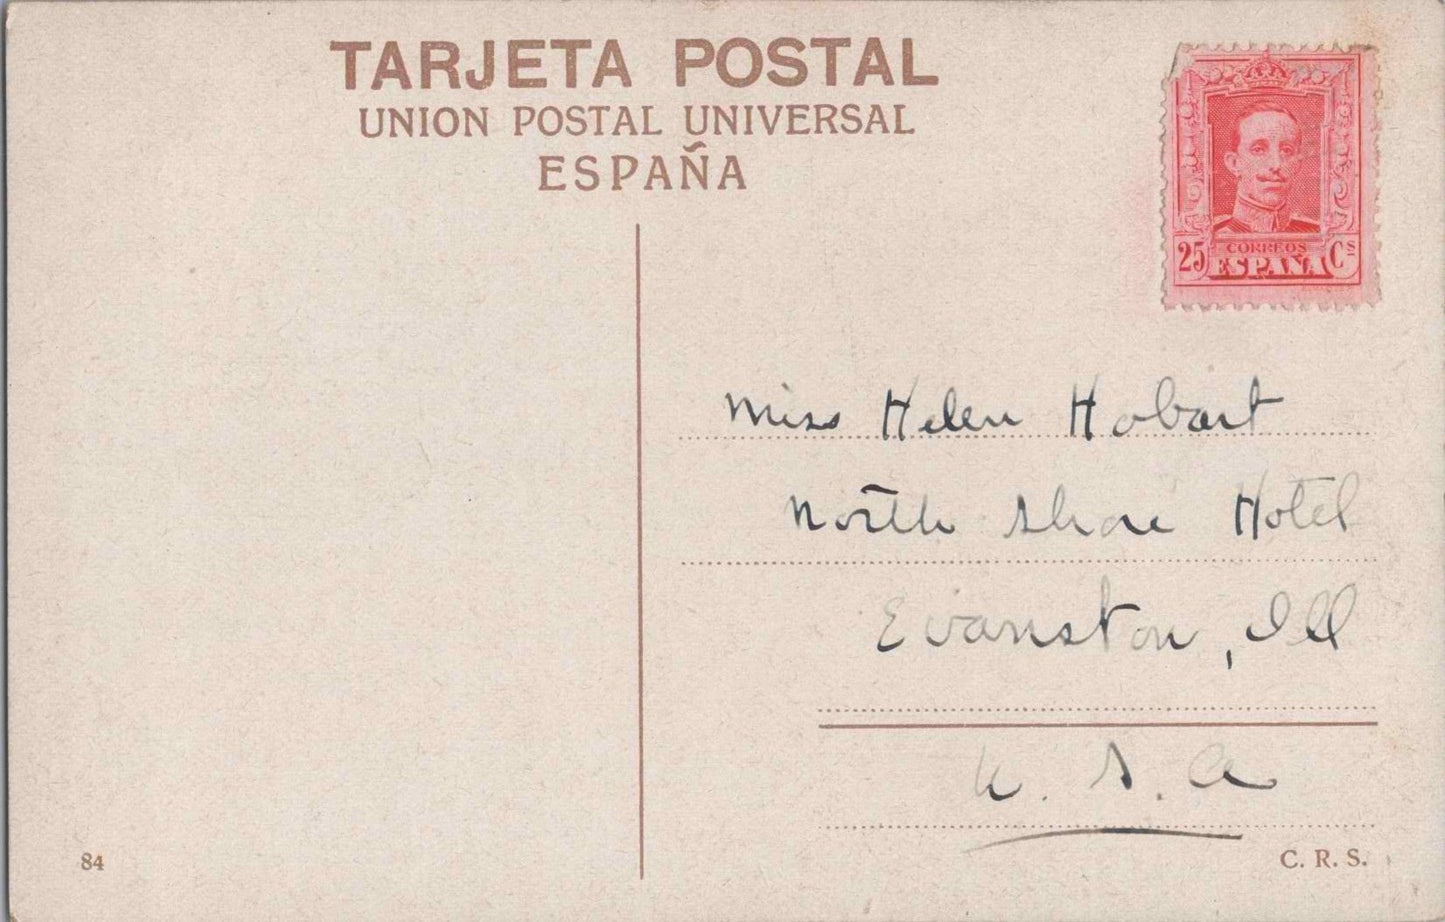 TARJETA POSTAL
UNION POSTAL UNIVERSAL
ESPAÑA
25 CORREOS Cs
ESPAÑA
Miss Helen Hobart
North Shore Hotel
Evanston, Ill
U. S. A
84
C. R. S.